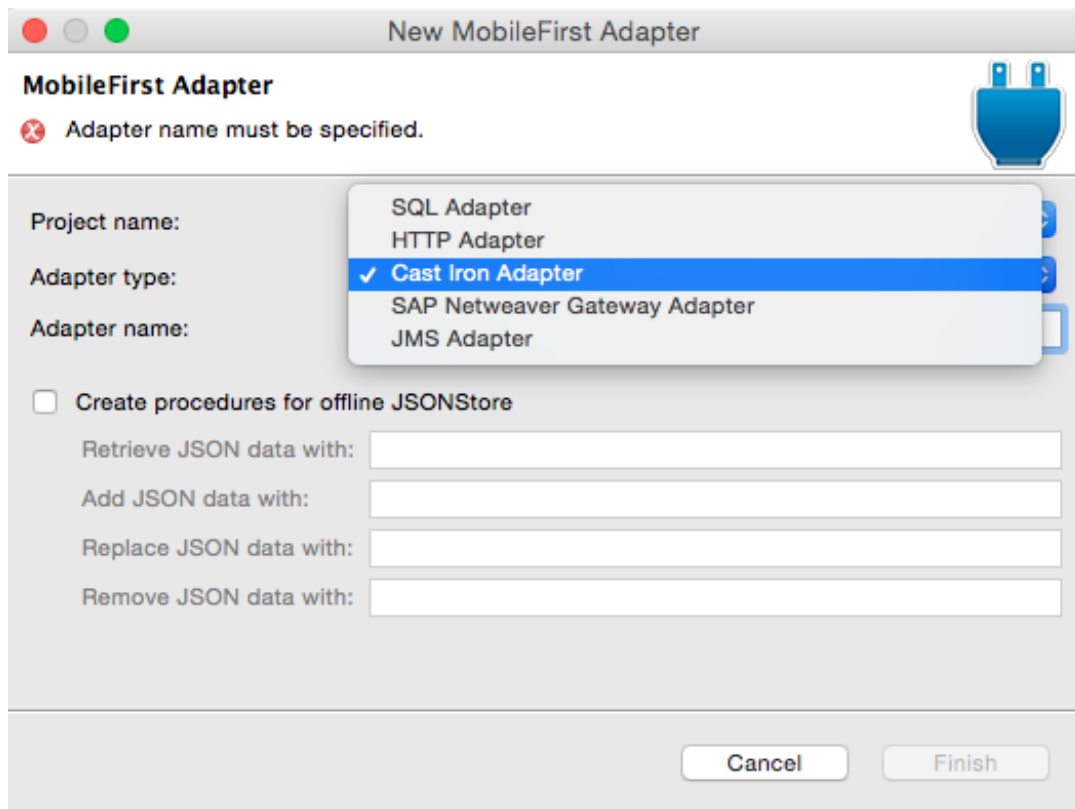 New MobileFirst Adapter
MobileFirst Adapter
Adapter name must be specified.
Project name:
SQL Adapter
HTTP Adapter
Adapter type:
✓ Cast Iron Adapter
SAP Netweaver Gateway Adapter
Adapter name:
JMS Adapter
Create procedures for offline JSONStore
Retrieve JSON data with:
Add JSON data with:
Replace JSON data with:
Remove JSON data with:
Cancel
Finish